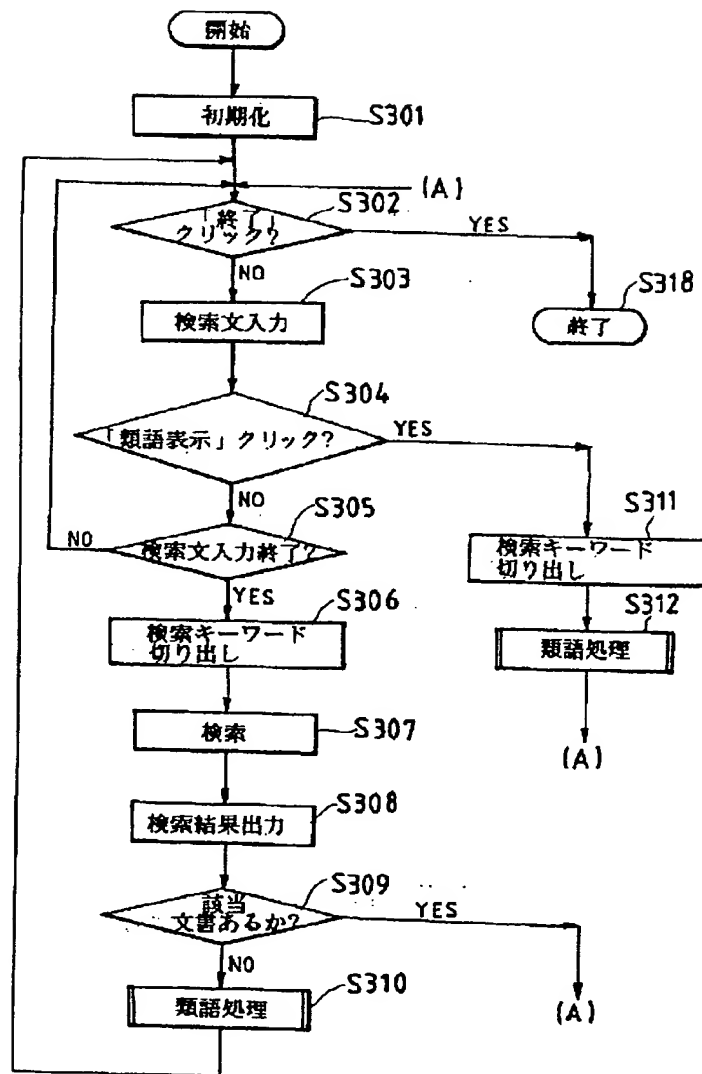 開始
初期化
S301
(A)
S302
「終了」
クリック?
YES
NO
S303
S318
検索文入力
終了
S304
「類語表示」クリック?
YES
NO
S305
S311
NO
検索文入力終了?
検索キーワード
切り出し
YES
S306
S312
検索キーワード
切り出し
類語処理
検索
S307
(A)
S308
検索結果出力
S309
該当
文書あるか?
YES
NO
S310
類語処理
(A)